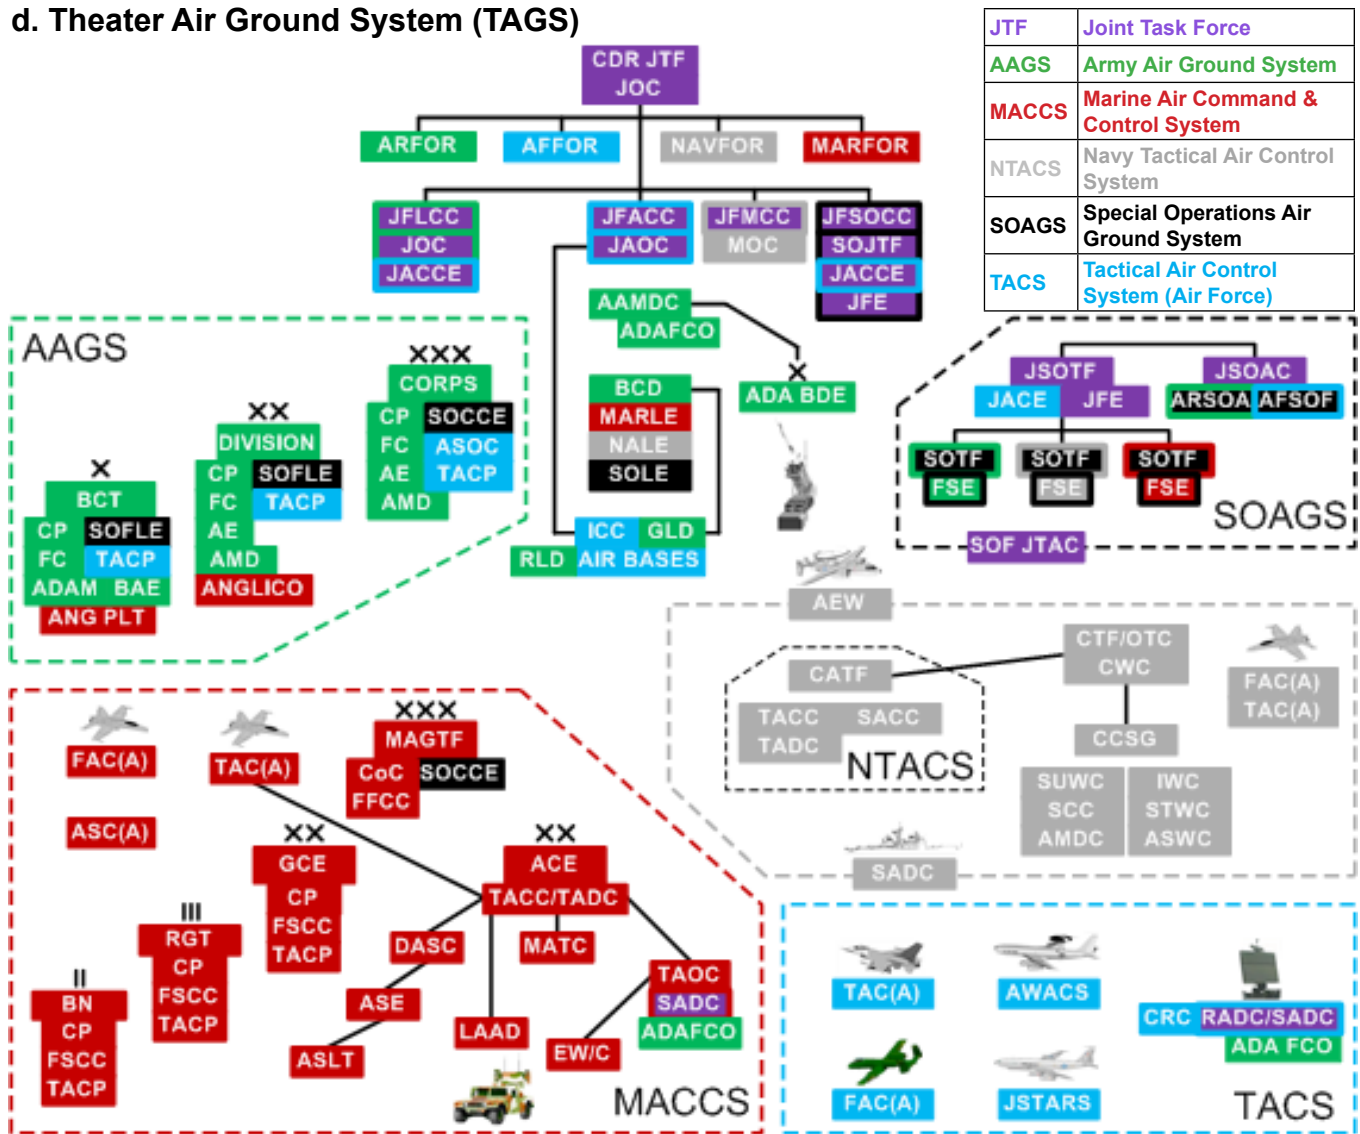 d. Theater Air Ground System (TAGS)
JTF Joint Task Force
AAGS Army Air Ground System
MACCS Marine Air Command &
Control System
NTACS Navy Tactical Air Control
System
SOAGS Special Operations Air
Ground System
TACS Tactical Air Control
System (Air Force)
CDR JTF
JOC
ARFOR AFFOR NAVFOR MARFOR
JFLCC
JOC
JACCE
JFACC
JAOC
JFMCC
MOC
JFSOCC
SOJTF
JACCE
JFE
AAMDC
ADAFCO
X
ADA BDE
BCD
MARLE
NALE
SOLE
ICC GLD
RLD AIR BASES
AAGS
XXX
CORPS
CP SOCCE
FC ASOC
AE TACP
AMD
XX
DIVISION
CP SOFLE
FC TACP
AE
AMD
ANGLICO
X
BCT
CP SOFLE
FC TACP
ADAM BAE
ANG PLT
JSOTF
JACE JFE
JSOAC
ARSOA AFSOF
SOTF
FSE
SOTF
FSE
SOTF
FSE
SOAGS
SOF JTAC
AEW
CATF
TACC SACC
TADC
NTACS
CTF/OTC
CWC
CCSG
FAC(A)
TAC(A)
SUWC
SCC
AMDC
IWC
STWC
ASWC
SADC
FAC(A)
ASC(A)
TAC(A)
XXX
MAGTF
CoC SOCCE
FFCC
XX
GCE
CP
FSCC
TACP
XX
ACE
TACC/TADC
III
RGT
CP
FSCC
TACP
II
BN
CP
FSCC
TACP
DASC
ASE
ASLT
LAAD
MATC
TAOC
SADC
ADAFCO
EW/C
MACCS
TAC(A)
AWACS
CRC RADC/SADC
ADA FCO
FAC(A)
JSTARS
TACS